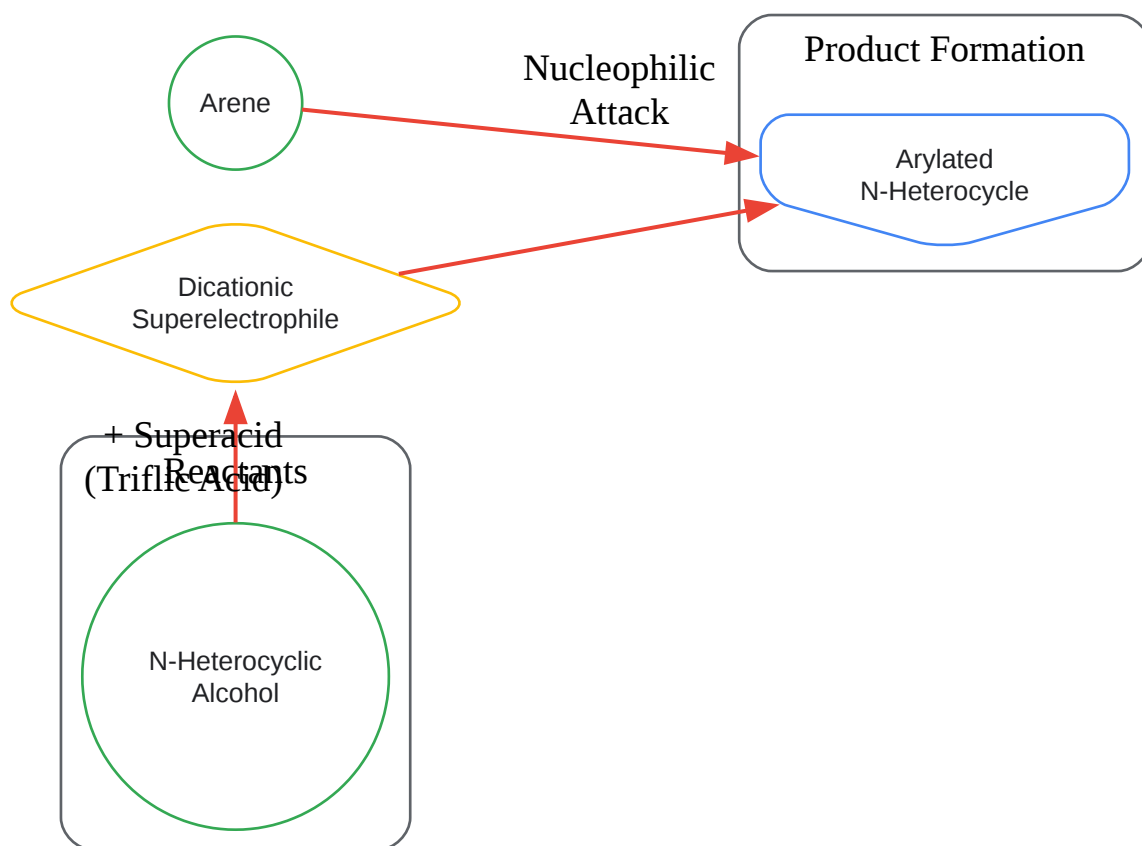 Product Formation
Nucleophilic
Attack
Arene
Arylated
N-Heterocycle
Dicationic
Superelectrophile
+ Superacid
(Triflic Acid)
Reactants
N-Heterocyclic
Alcohol